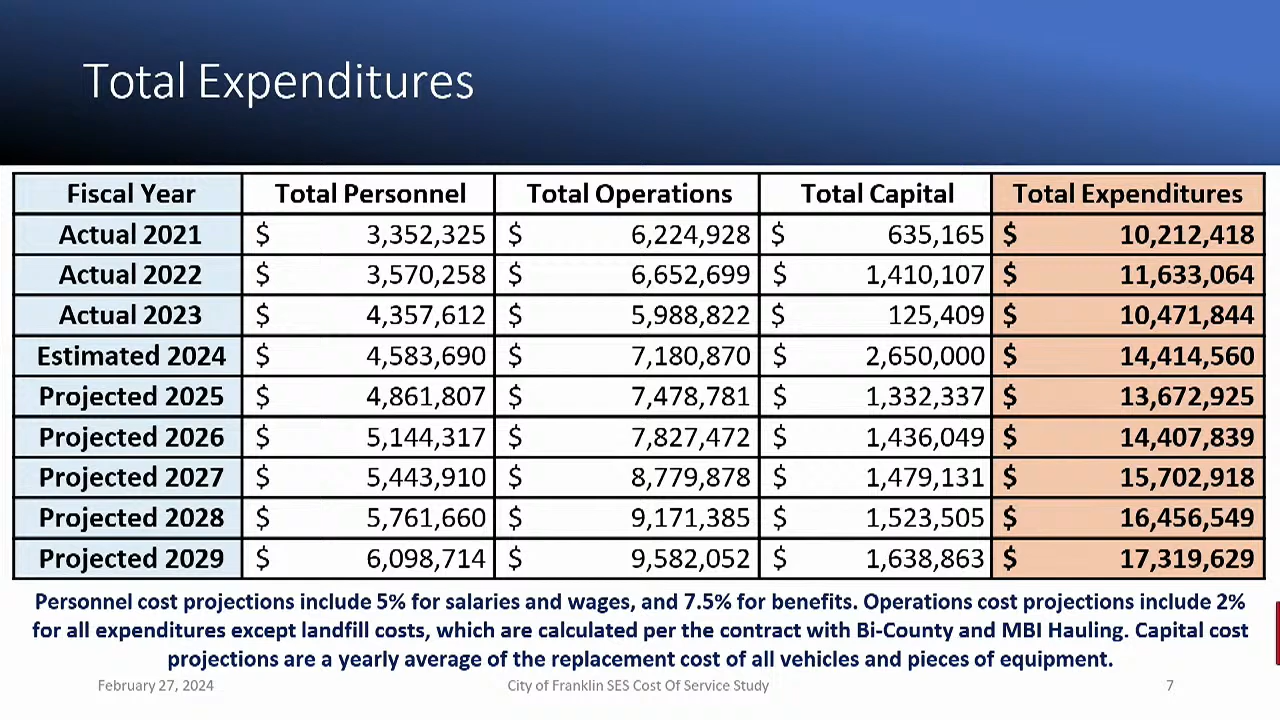 Total Expenditures
Fiscal Year Total Personnel Total Operations Total Capital Total Expenditures
Actual 2021 $ 3,352,325 $ 6,224,928 $ 635,165 $ 10,212,418
Actual 2022 $ 3,570,258 $ 6,652,699 $ 1,410,107 $ 11,633,064
Actual 2023 $ 4,357,612 $ 5,988,822 $ 125,409 $ 10,471,844
Estimated 2024 $ 4,583,690 $ 7,180,870 $ 2,650,000 $ 14,414,560
Projected 2025 $ 4,861,807 $ 7,478,781 $ 1,332,337 $ 13,672,925
Projected 2026 $ 5,144,317 $ 7,827,472 $ 1,436,049 $ 14,407,839
Projected 2027 $ 5,443,910 $ 8,779,878 $ 1,479,131 $ 15,702,918
Projected 2028 $ 5,761,660 $ 9,171,385 $ 1,523,505 $ 16,456,549
Projected 2029 $ 6,098,714 $ 9,582,052 $ 1,638,863 $ 17,319,629
Personnel cost projections include 5% for salaries and wages, and 7.5% for benefits. Operations cost projections include 2%
for all expenditures except landfill costs, which are calculated per the contract with Bi-County and MBI Hauling. Capital cost
projections are a yearly average of the replacement cost of all vehicles and pieces of equipment.
February 27, 2024 City of Franklin SES Cost Of Service Study 7